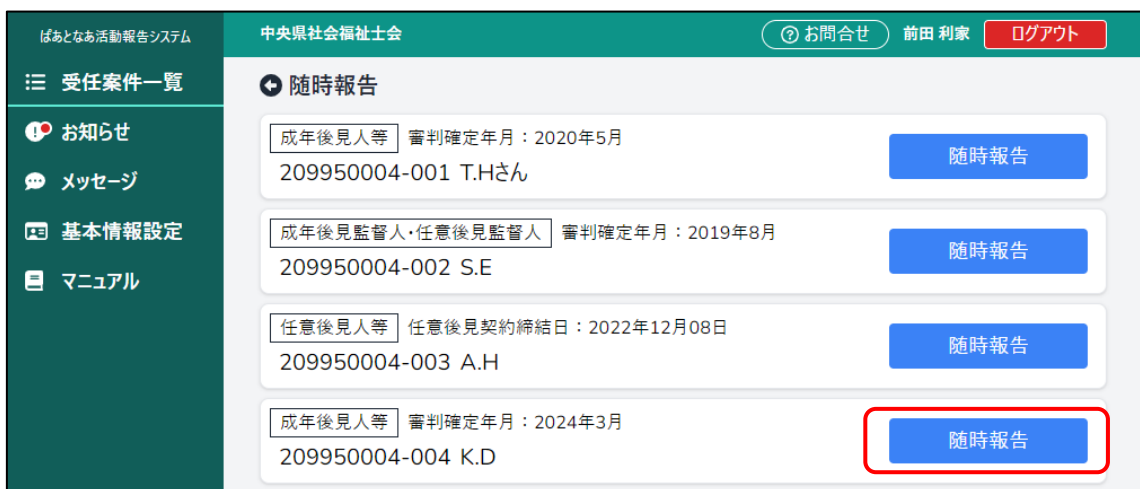 ぱあとなあ活動報告システム
中央県社会福祉士会
お問合せ
前田 利家
ログアウト
受任案件一覧
お知らせ
メッセージ
基本情報設定
マニュアル
随時報告
成年後見人等 審判確定年月：2020年5月
209950004-001 T.Hさん
随時報告
成年後見監督人・任意後見監督人 審判確定年月：2019年8月
209950004-002 S.E
随時報告
任意後見人等 任意後見契約締結日：2022年12月08日
209950004-003 A.H
随時報告
成年後見人等 審判確定年月：2024年3月
209950004-004 K.D
随時報告